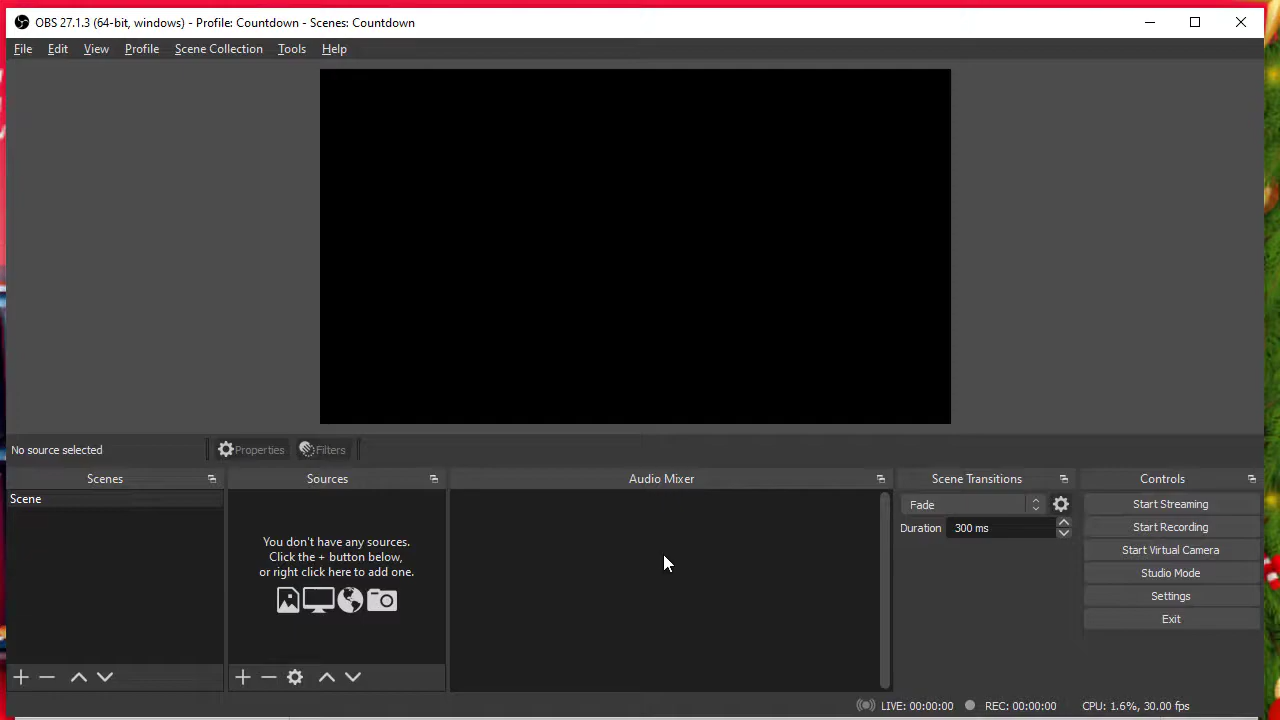 OBS 27.1.3 (64-bit, windows) - Profile: Countdown - Scenes: Countdown
File Edit View Profile Scene Collection Tools Help
No source selected Properties Filters
Scenes Sources Audio Mixer Scene Transitions Controls
Scene
You don't have any sources.
Click the + button below,
or right click here to add one.
Fade
Duration 300 ms
Start Streaming
Start Recording
Start Virtual Camera
Studio Mode
Settings
Exit
LIVE: 00:00:00 REC: 00:00:00 CPU: 1.6%, 30.00 fps